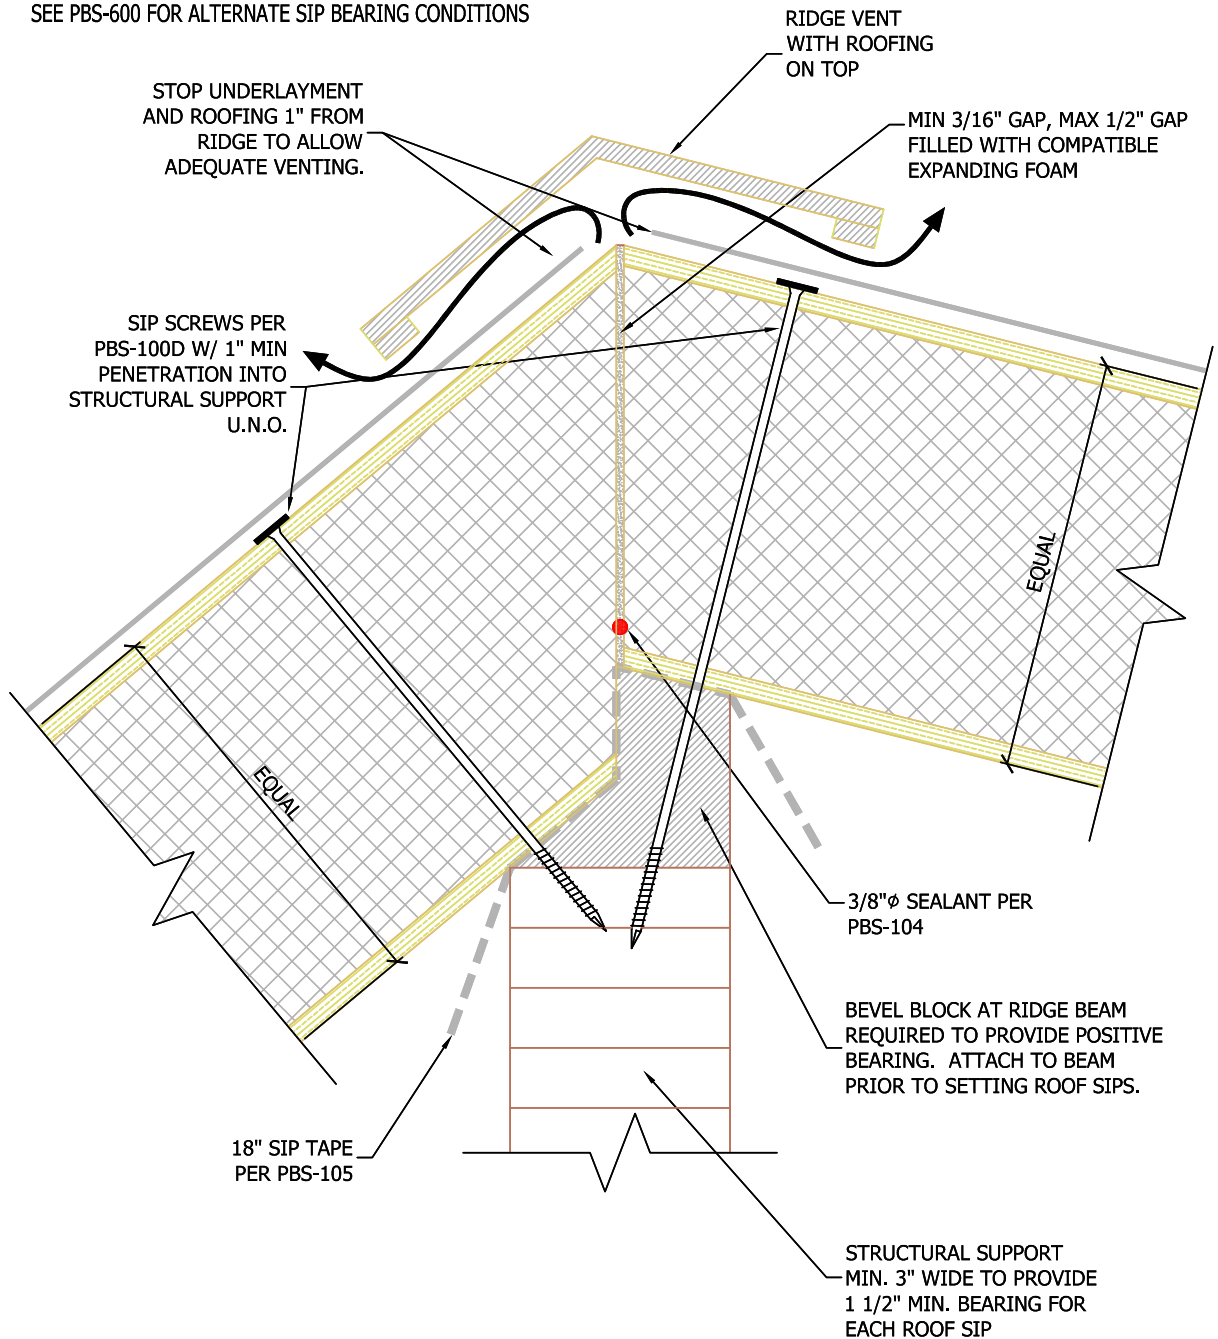 SEE PBS-600 FOR ALTERNATE SIP BEARING CONDITIONS
RIDGE VENT
WITH ROOFING
ON TOP
STOP UNDERLAYMENT
AND ROOFING 1" FROM
RIDGE TO ALLOW
ADEQUATE VENTING.
MIN 3/16" GAP, MAX 1/2" GAP
FILLED WITH COMPATIBLE
EXPANDING FOAM
SIP SCREWS PER
PBS-100D W/ 1" MIN
PENETRATION INTO
STRUCTURAL SUPPORT
U.N.O.
EQUAL
EQUAL
3/8"⌀ SEALANT PER
PBS-104
BEVEL BLOCK AT RIDGE BEAM
REQUIRED TO PROVIDE POSITIVE
BEARING.  ATTACH TO BEAM
PRIOR TO SETTING ROOF SIPS.
18" SIP TAPE
PER PBS-105
STRUCTURAL SUPPORT
MIN. 3" WIDE TO PROVIDE
1 1/2" MIN. BEARING FOR
EACH ROOF SIP